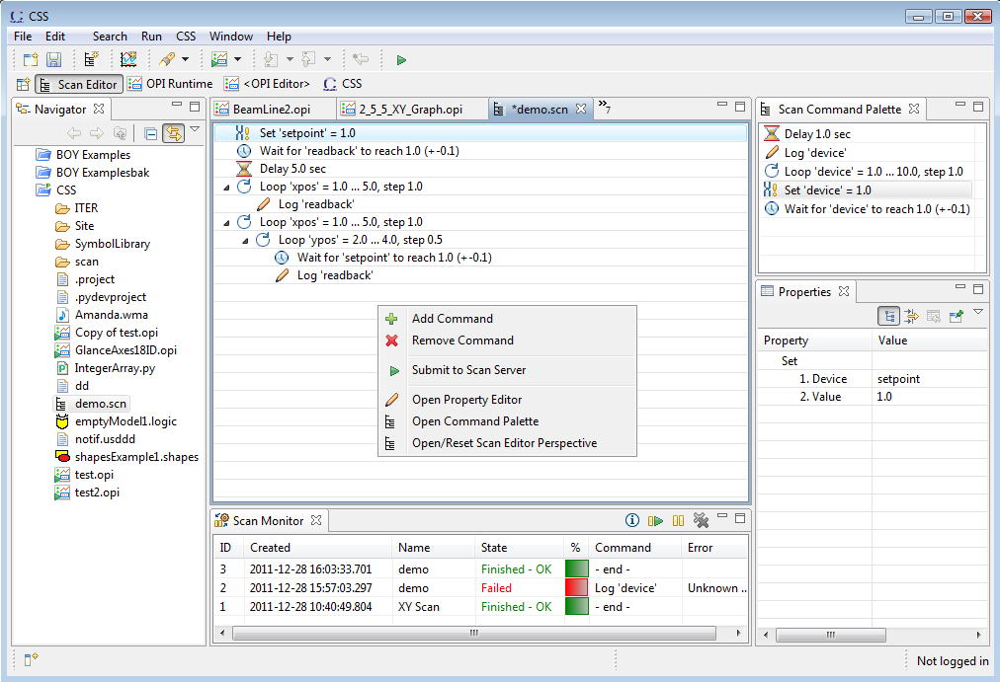 CSS
File Edit Search Run CSS Window Help
Scan Editor OPI Runtime <OPI Editor> CSS
Navigator
BOY Examples
BOY Examplesbak
CSS
ITER
Site
SymbolLibrary
scan
.project
.pydevproject
Amanda.wma
Copy of test.opi
GlanceAxes18ID.opi
IntegerArray.py
dd
demo.scn
emptyModel1.logic
notif.usddd
shapesExample1.shapes
test.opi
test2.opi
BeamLine2.opi 2_5_5_XY_Graph.opi *demo.scn »7
Set 'setpoint' = 1.0
Wait for 'readback' to reach 1.0 (+-0.1)
Delay 5.0 sec
Loop 'xpos' = 1.0 ... 5.0, step 1.0
Log 'readback'
Loop 'xpos' = 1.0 ... 5.0, step 1.0
Loop 'ypos' = 2.0 ... 4.0, step 0.5
Wait for 'setpoint' to reach 1.0 (+-0.1)
Log 'readback'
Add Command
Remove Command
Submit to Scan Server
Open Property Editor
Open Command Palette
Open/Reset Scan Editor Perspective
Scan Monitor
ID Created Name State % Command Error
3 2011-12-28 16:03:33.701 demo Finished - OK - end -
2 2011-12-28 15:57:03.297 demo Failed Log 'device' Unknown ..
1 2011-12-28 10:40:49.804 XY Scan Finished - OK - end -
Scan Command Palette
Delay 1.0 sec
Log 'device'
Loop 'device' = 1.0 ... 10.0, step 1.0
Set 'device' = 1.0
Wait for 'device' to reach 1.0 (+-0.1)
Properties
Property Value
Set
1. Device setpoint
2. Value 1.0
Not logged in